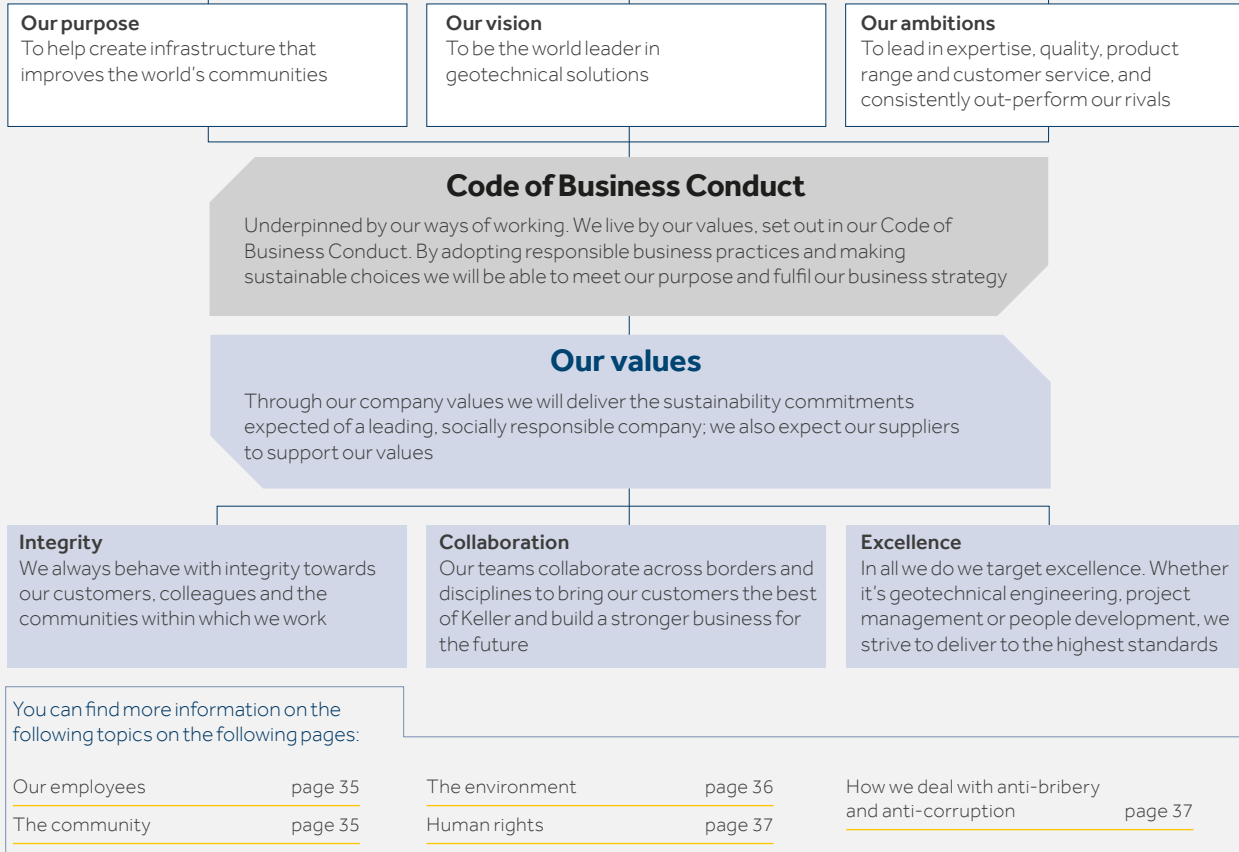 Our purpose
To help create infrastructure that
improves the world's communities
Our vision
To be the world leader in
geotechnical solutions
Our ambitions
To lead in expertise, quality, product
range and customer service, and
consistently out-perform our rivals
Code of Business Conduct
Underpinned by our ways of working. We live by our values, set out in our Code of
Business Conduct. By adopting responsible business practices and making
sustainable choices we will be able to meet our purpose and fulfil our business strategy
Our values
Through our company values we will deliver the sustainability commitments
expected of a leading, socially responsible company; we also expect our suppliers
to support our values
Integrity
We always behave with integrity towards
our customers, colleagues and the
communities within which we work
Collaboration
Our teams collaborate across borders and
disciplines to bring our customers the best
of Keller and build a stronger business for
the future
Excellence
In all we do we target excellence. Whether
it's geotechnical engineering, project
management or people development, we
strive to deliver to the highest standards
You can find more information on the
following topics on the following pages:
Our employees page 35
The community page 35
The environment page 36
Human rights page 37
How we deal with anti-bribery
and anti-corruption page 37